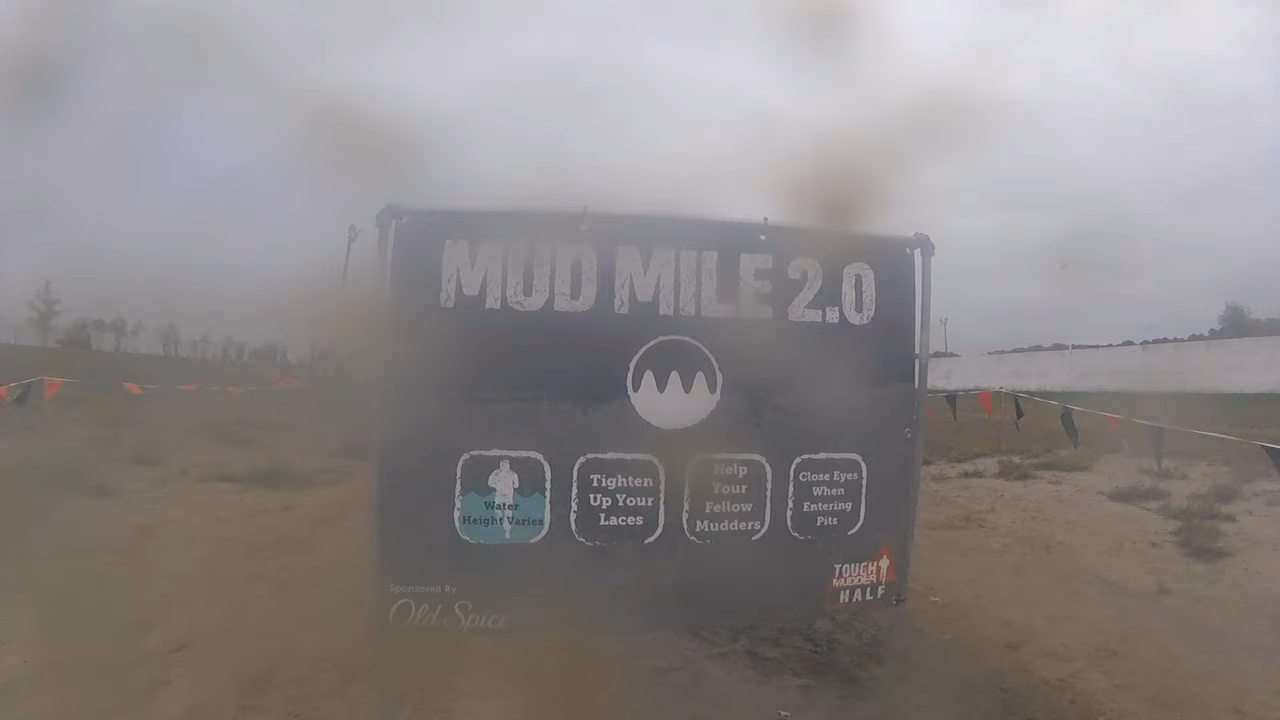 MUD MILE 2.0
Water
Height Varies
Tighten
Up Your
Laces
Help
Your
Fellow
Mudders
Close Eyes
When
Entering
Pits
Sponsored By
Old Spice
TOUGH
MUDDER
HALF